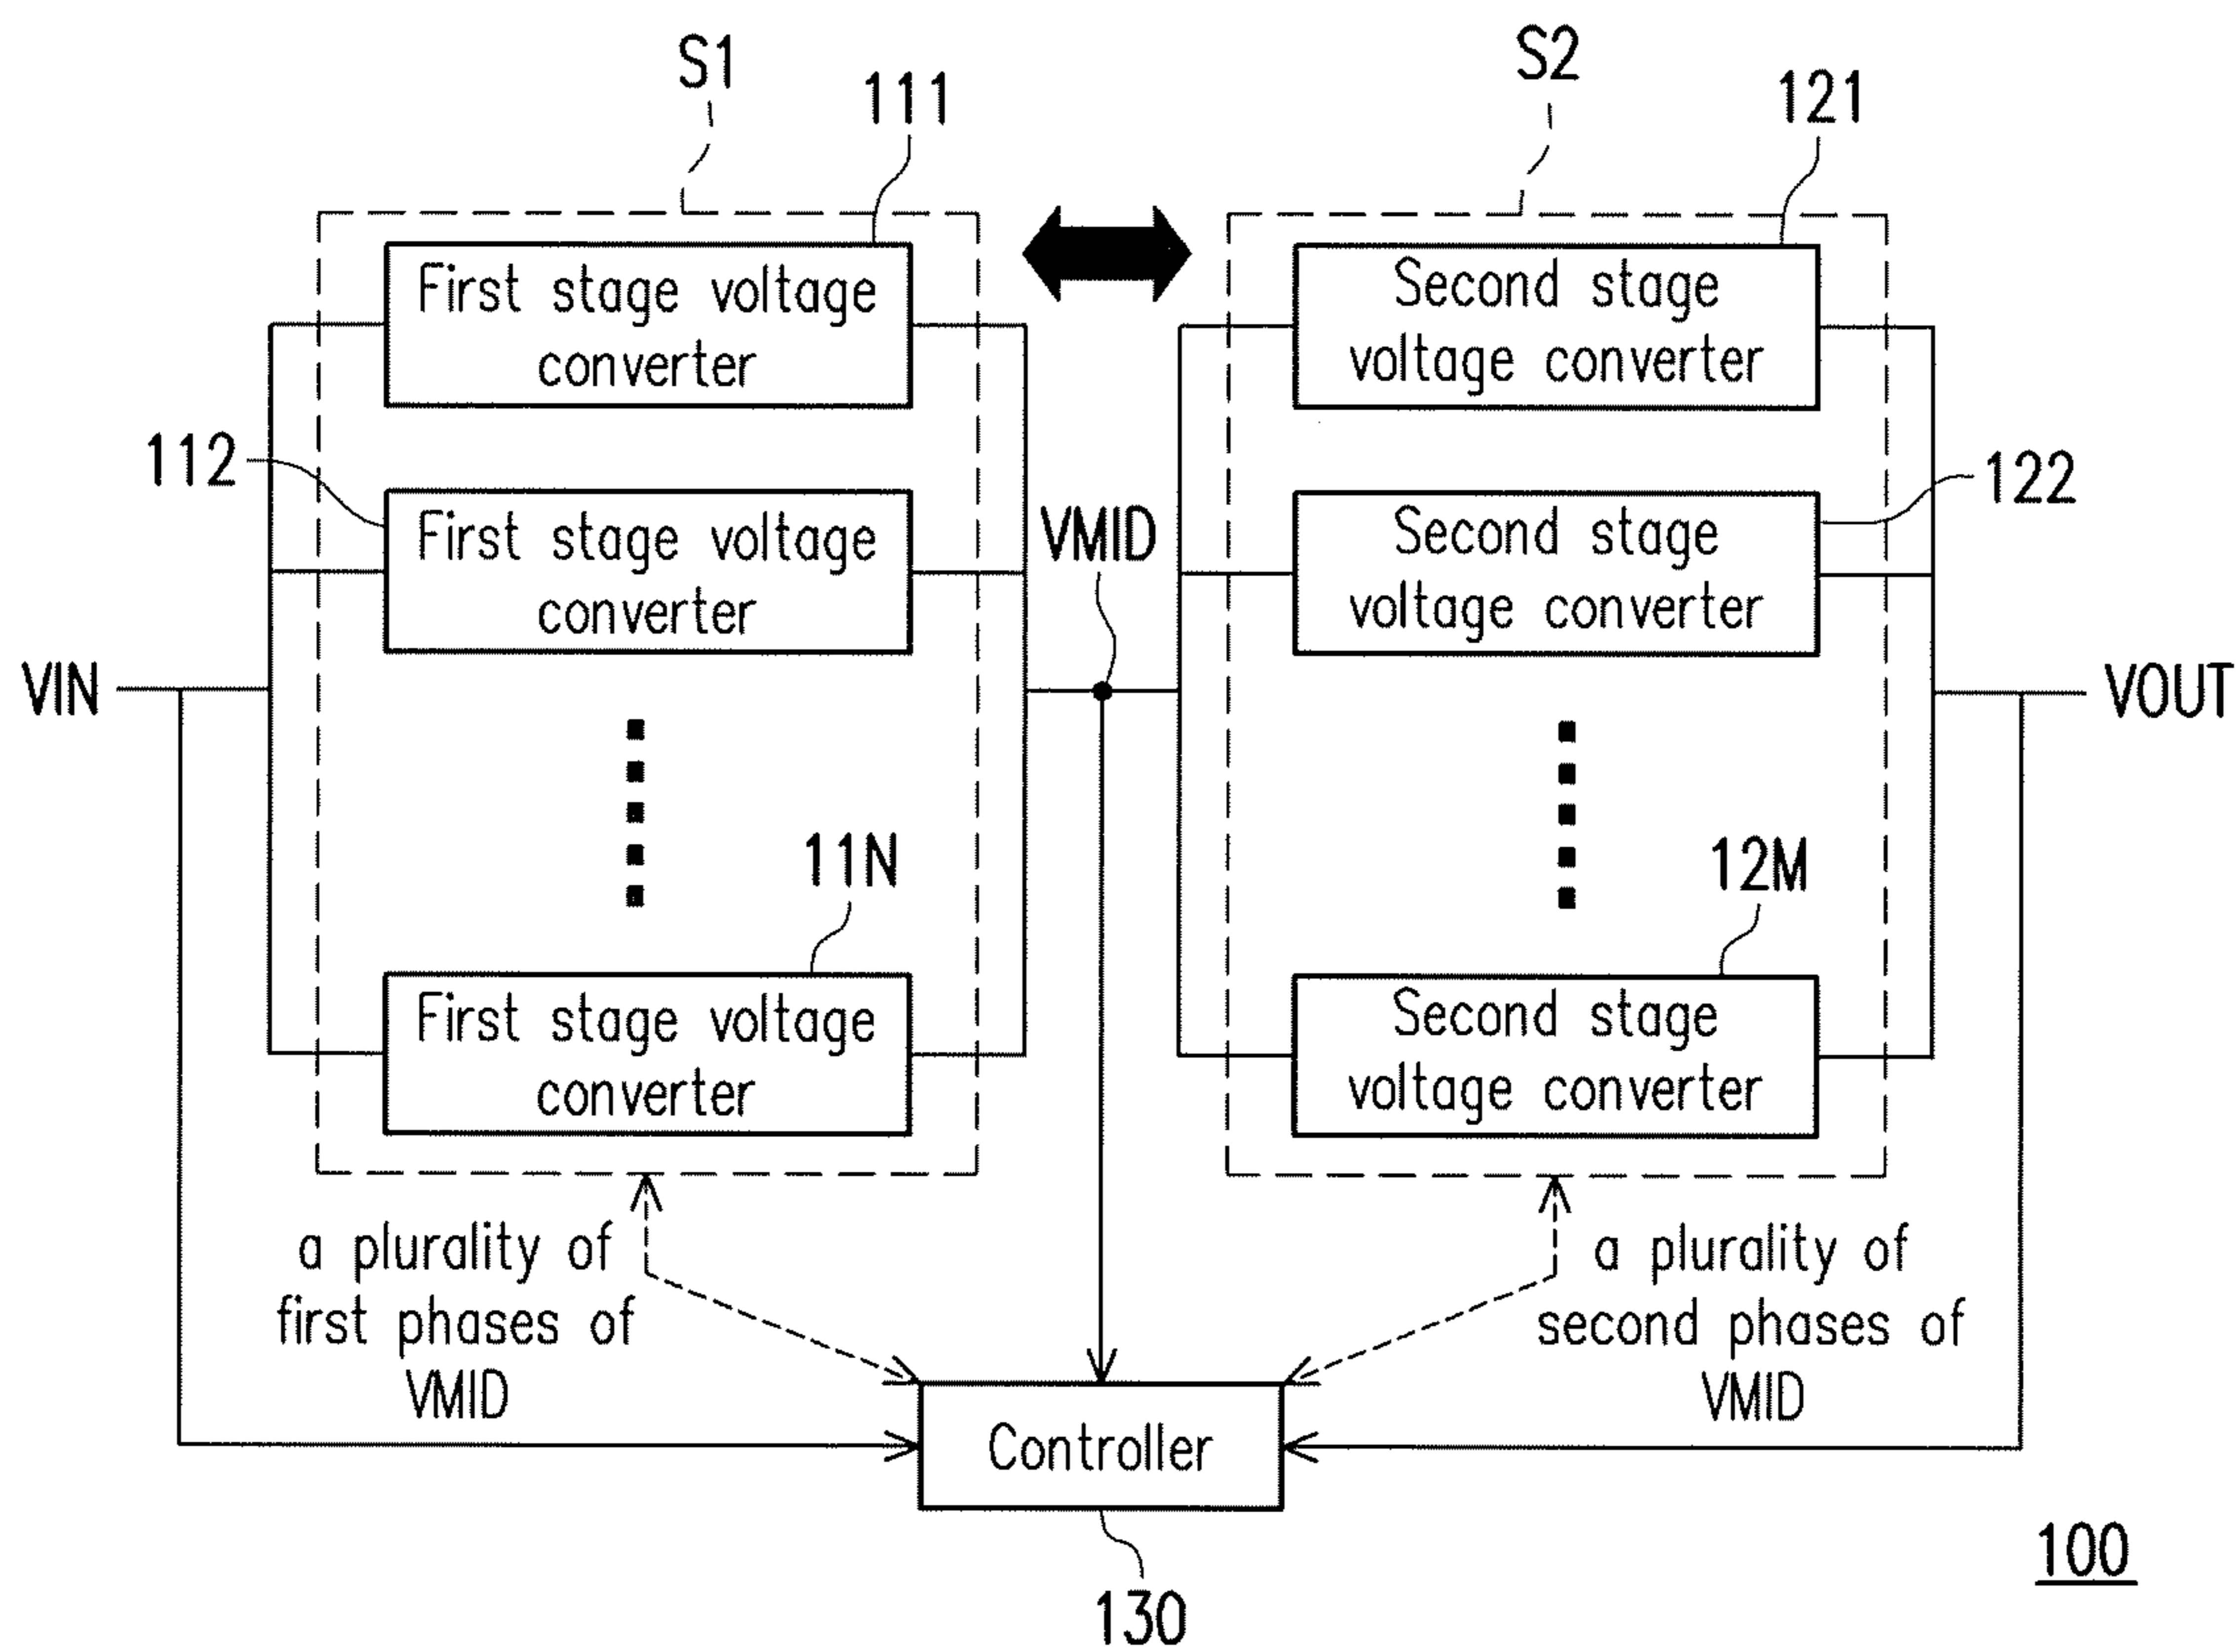 S1
S2
111
121
First stage voltage
converter
Second stage
voltage converter
112
122
First stage voltage
converter
VMID
Second stage
voltage converter
VIN
VOUT
11N
12M
First stage voltage
converter
Second stage
voltage converter
a plurality of
first phases of
VMID
a plurality of
second phases of
VMID
Controller
130
100